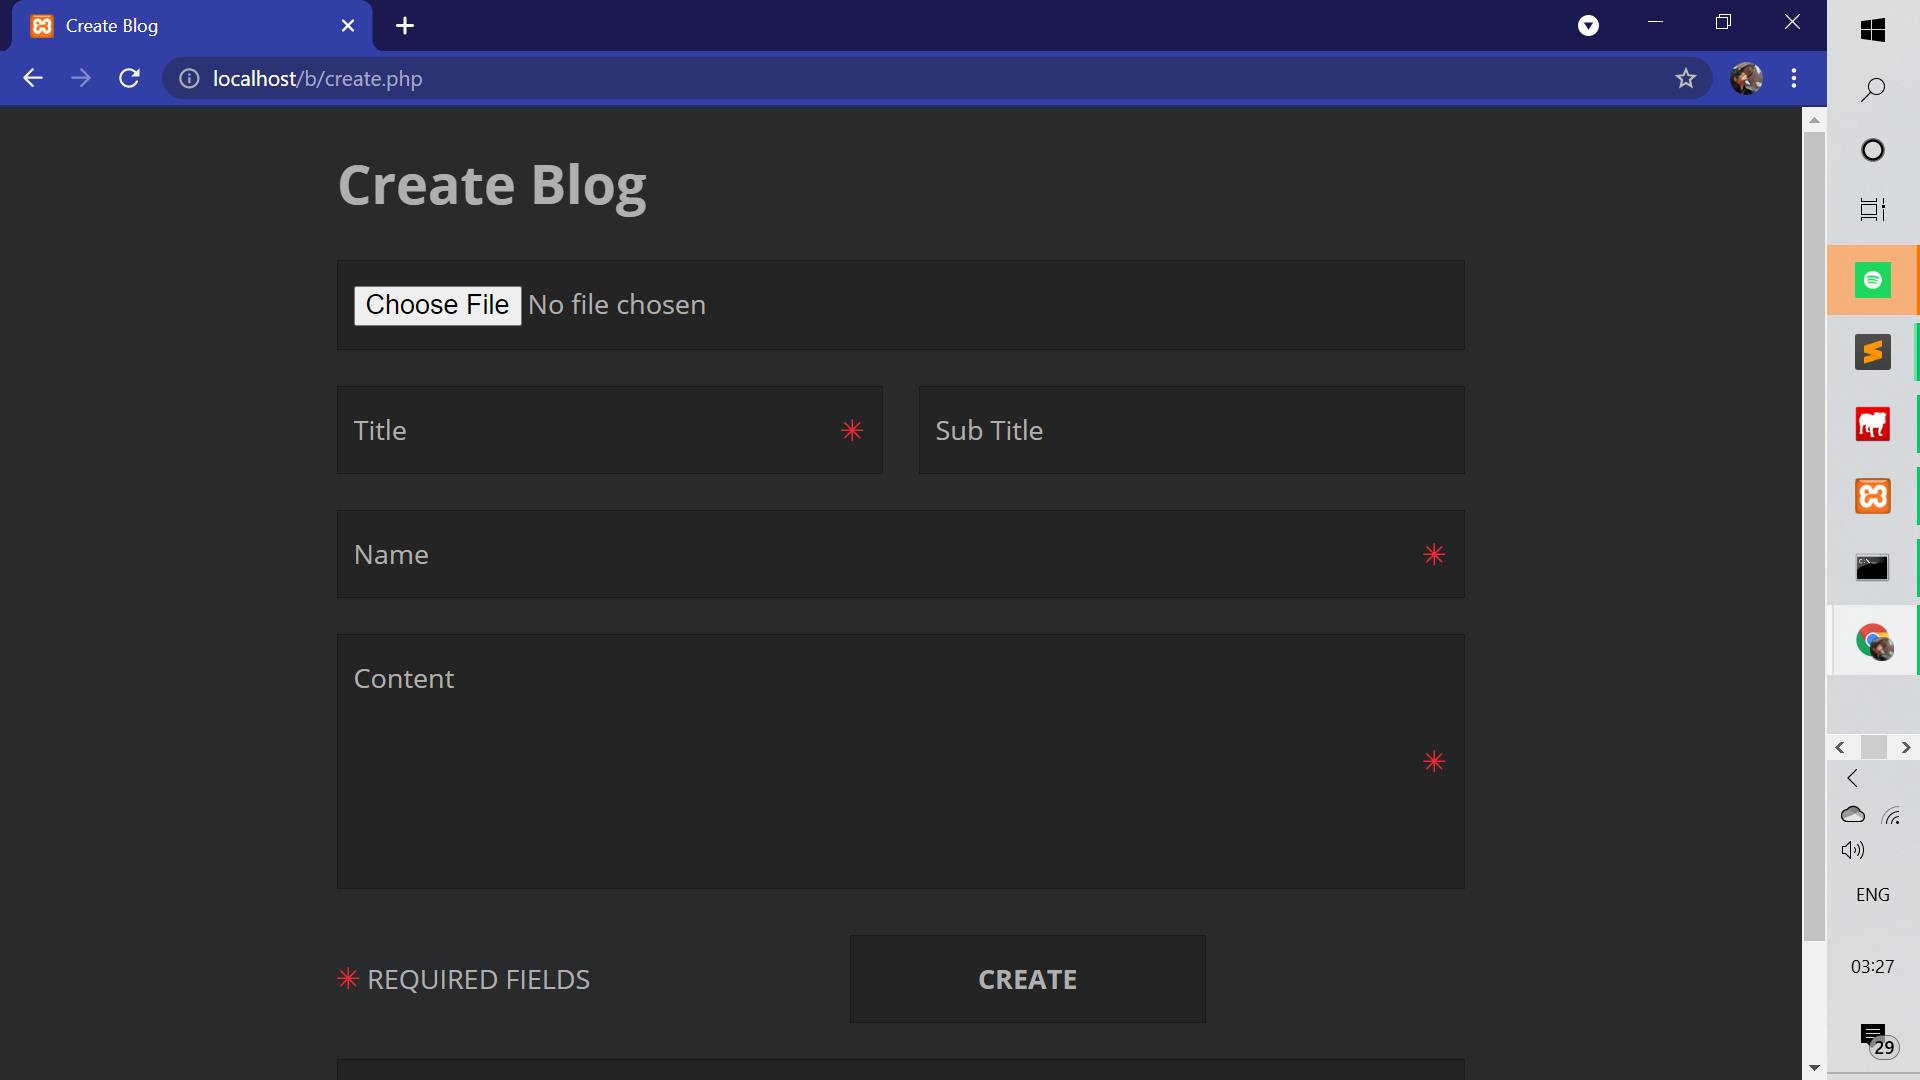 Create Blog
localhost/b/create.php
Create Blog
Choose File No file chosen
Title ✳ Sub Title
Name ✳
Content
✳
✳ REQUIRED FIELDS CREATE
ENG
03:27
29